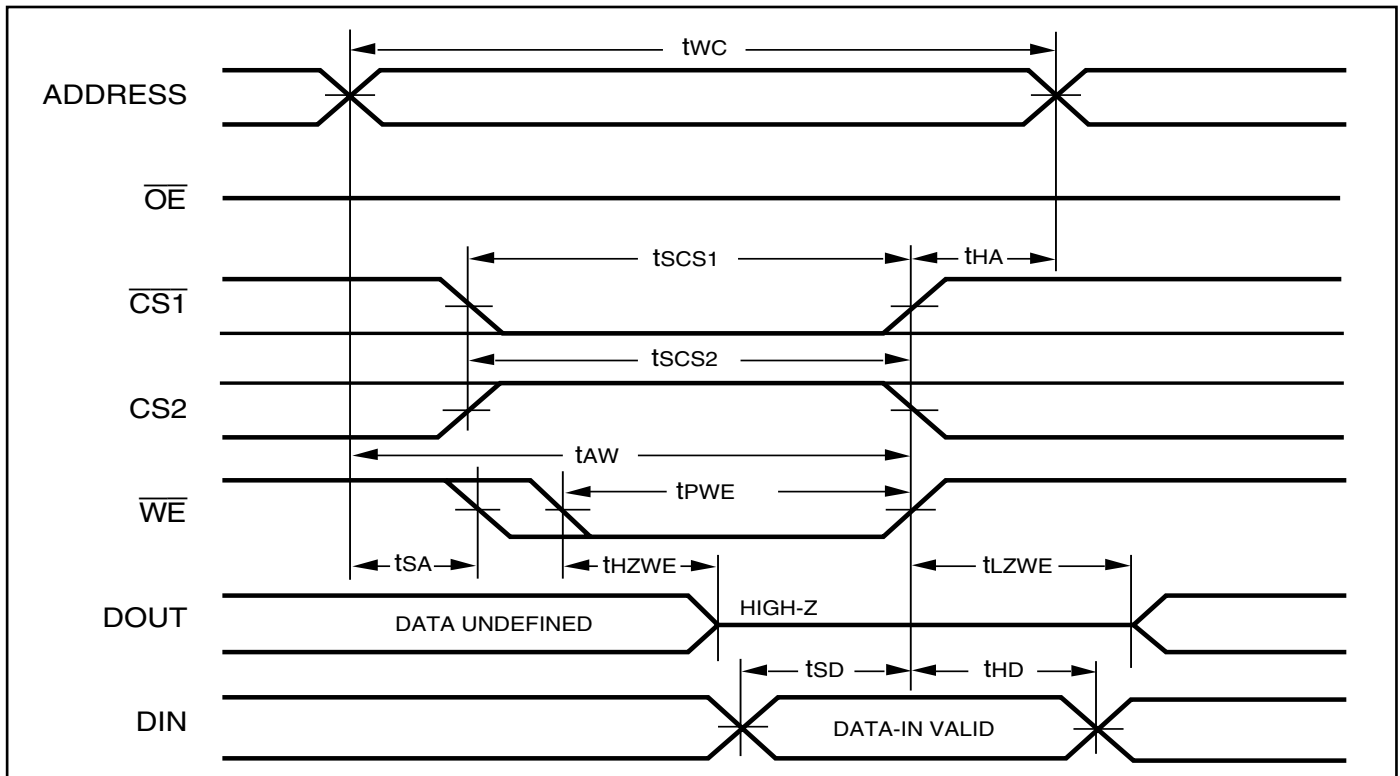 tWC
ADDRESS
OE
tSCS1
tHA
CS1
tSCS2
CS2
tAW
tPWE
WE
tSA
tHZWE
tLZWE
DOUT
DATA UNDEFINED
HIGH-Z
tSD
tHD
DIN
DATA-IN VALID